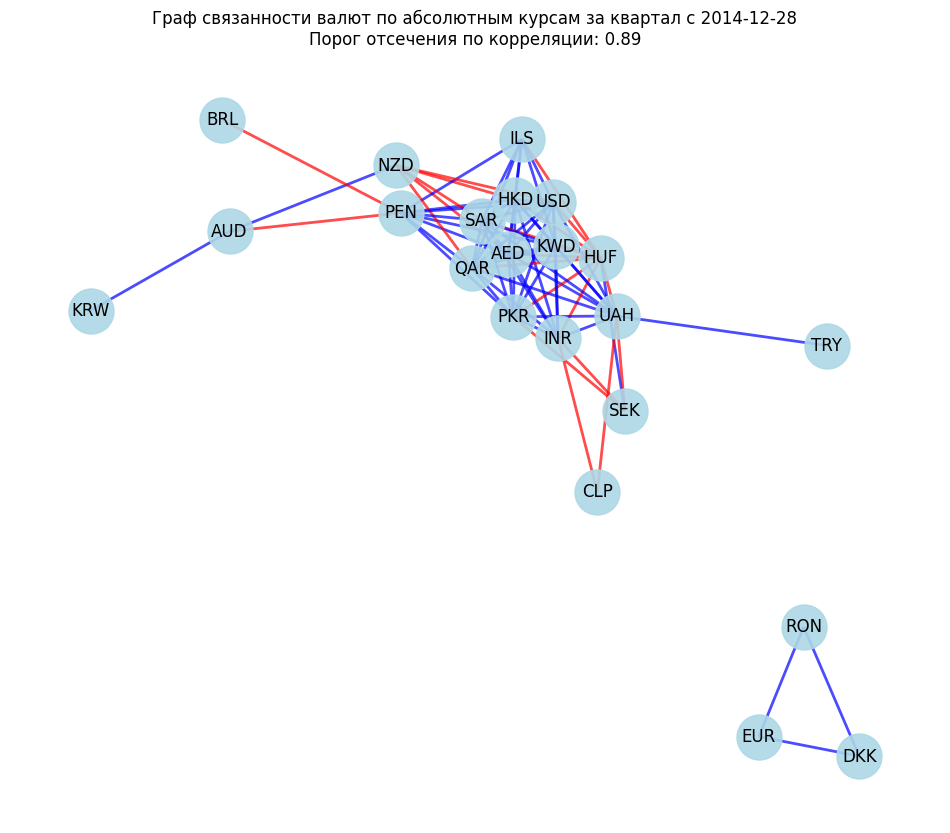 Граф связанности валют по абсолютным курсам за квартал с 2014-12-28
Порог отсечения по корреляции: 0.89
BRL
ILS
NZD
HKD
USD
PEN
SAR
AUD
KWD
AED
HUF
QAR
KRW
PKR
UAH
INR
TRY
SEK
CLP
RON
EUR
DKK